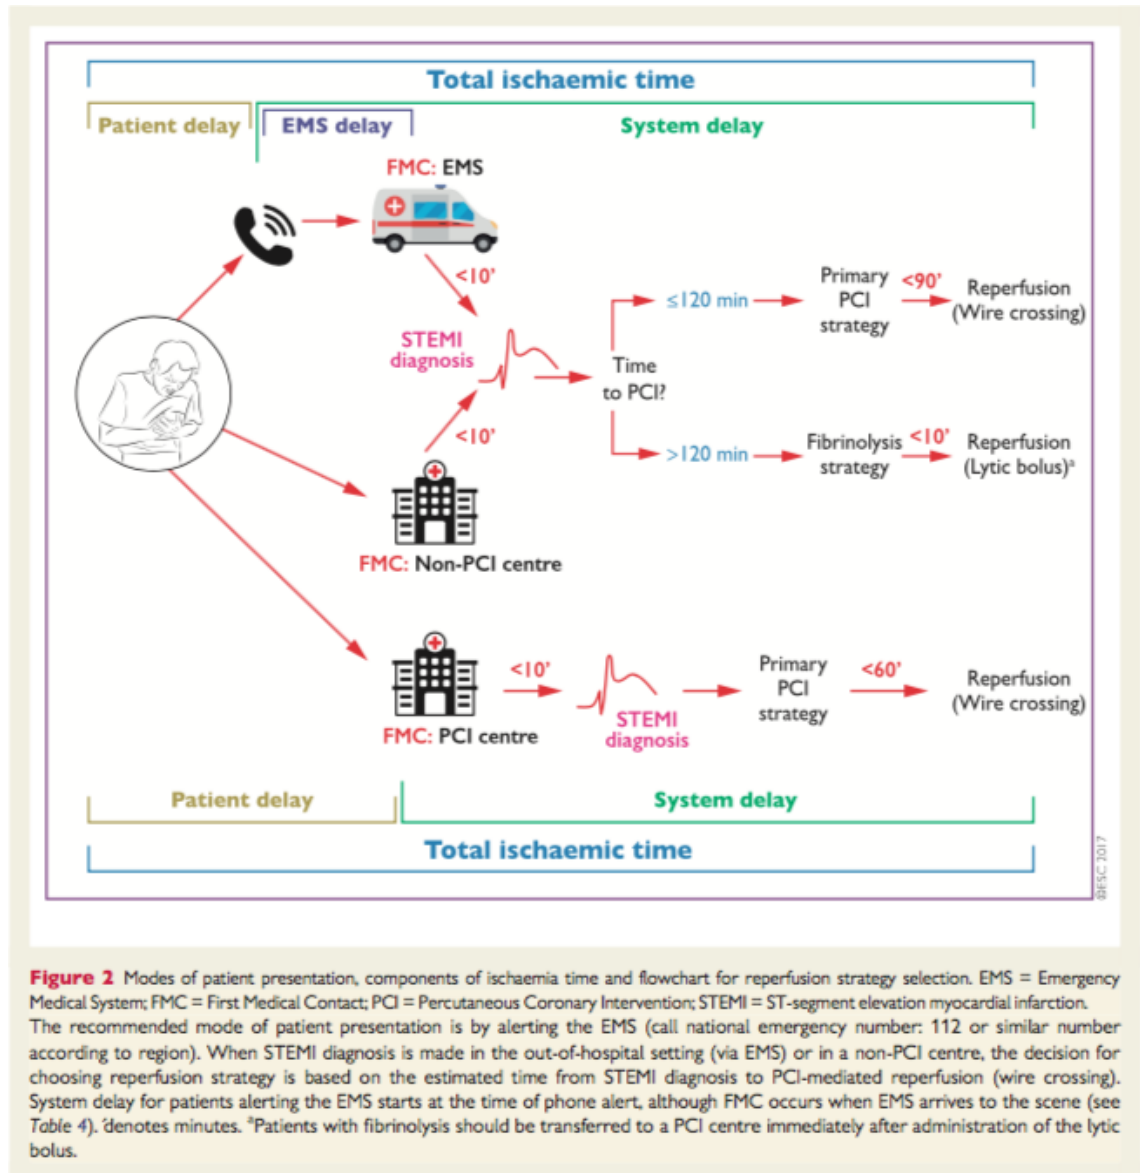 Total ischaemic time
Patient delay
EMS delay
System delay
FMC: EMS
<10'
STEMI
diagnosis
<10'
Time
to PCI?
≤120 min
Primary
PCI
strategy
<90'
Reperfusion
(Wire crossing)
>120 min
Fibrinolysis
strategy
<10'
Reperfusion
(Lytic bolus)ᵃ
FMC: Non-PCI centre
FMC: PCI centre
<10'
STEMI
diagnosis
Primary
PCI
strategy
<60'
Reperfusion
(Wire crossing)
Patient delay
System delay
Total ischaemic time
©ESC 2017
Figure 2 Modes of patient presentation, components of ischaemia time and flowchart for reperfusion strategy selection. EMS = Emergency
Medical System; FMC = First Medical Contact; PCI = Percutaneous Coronary Intervention; STEMI = ST-segment elevation myocardial infarction.
The recommended mode of patient presentation is by alerting the EMS (call national emergency number: 112 or similar number
according to region). When STEMI diagnosis is made in the out-of-hospital setting (via EMS) or in a non-PCI centre, the decision for
choosing reperfusion strategy is based on the estimated time from STEMI diagnosis to PCI-mediated reperfusion (wire crossing).
System delay for patients alerting the EMS starts at the time of phone alert, although FMC occurs when EMS arrives to the scene (see
Table 4). 'denotes minutes. ᵃPatients with fibrinolysis should be transferred to a PCI centre immediately after administration of the lytic
bolus.